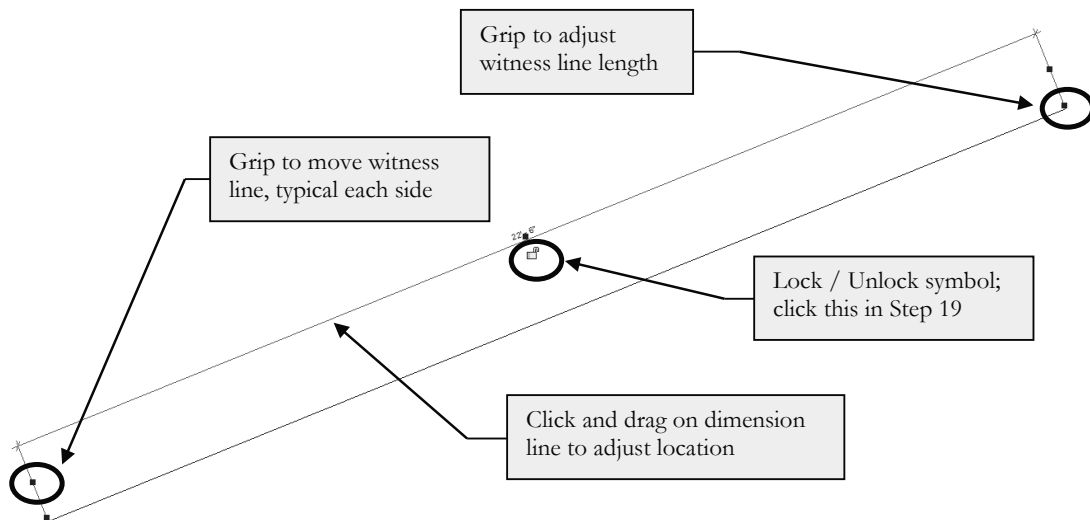 Grip to adjust
witness line length
Grip to move witness
line, typical each side
Lock / Unlock symbol;
click this in Step 19
Click and drag on dimension
line to adjust location